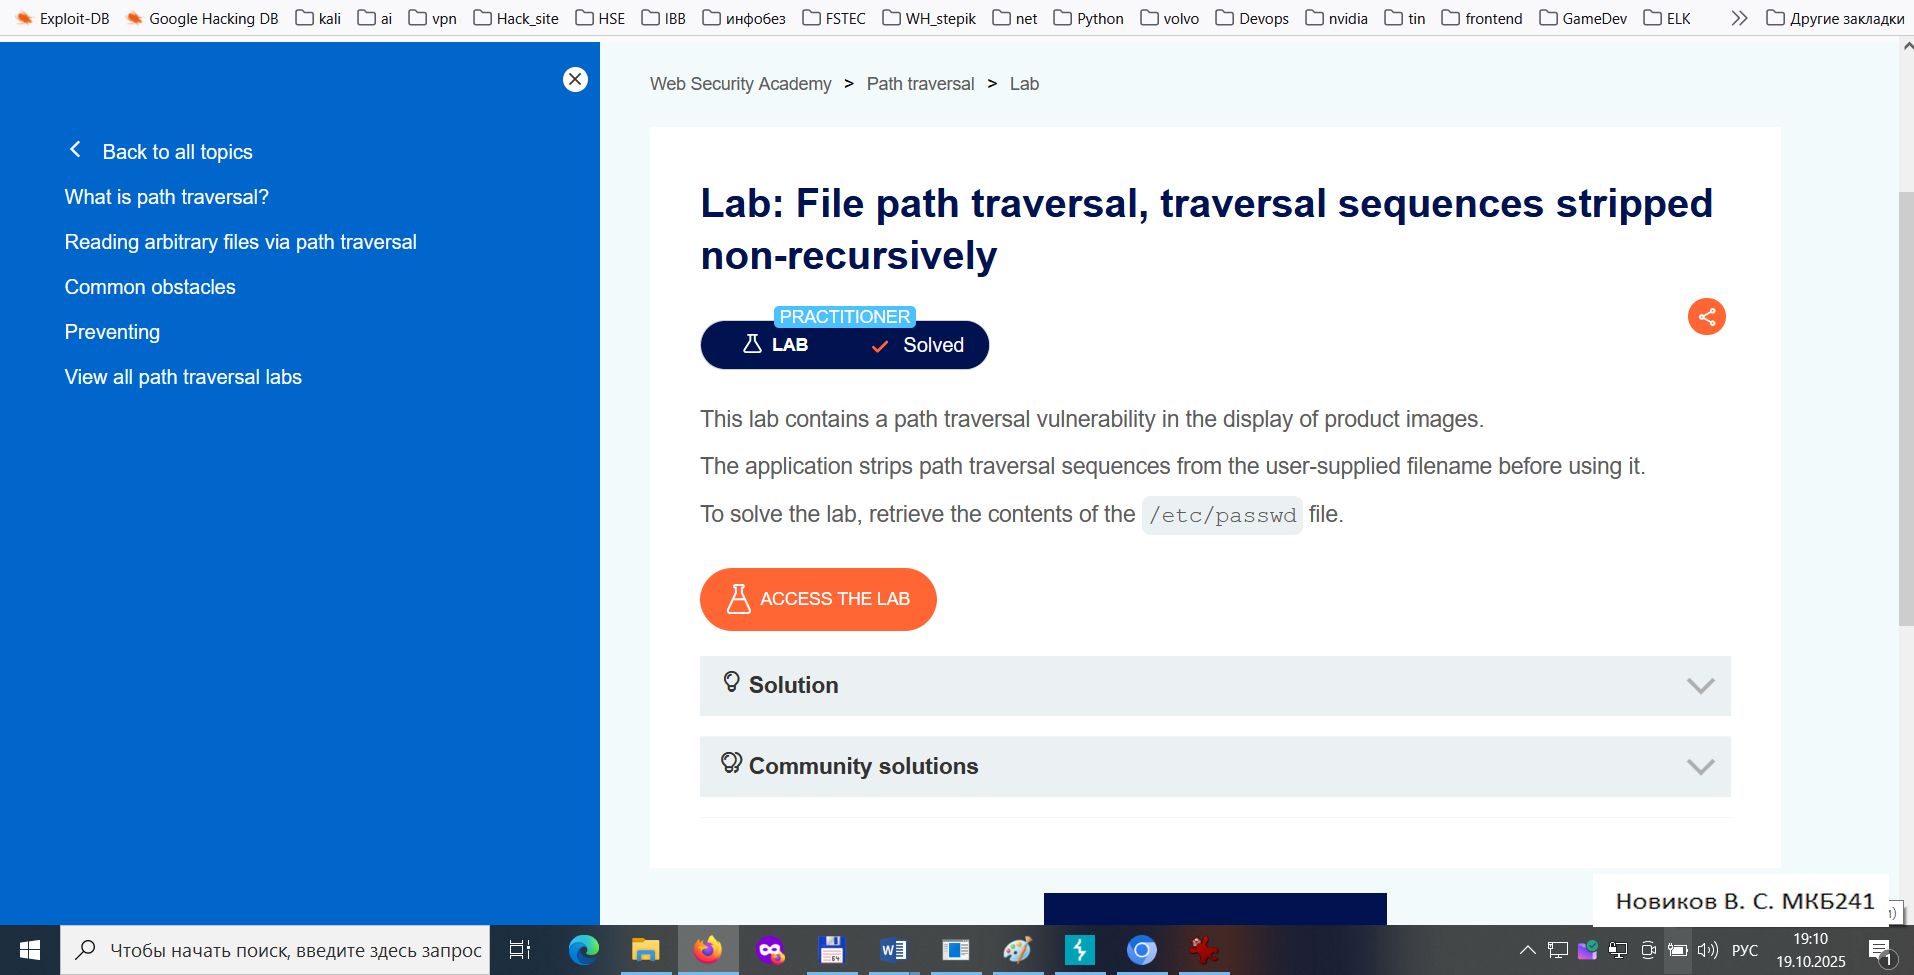 Exploit-DB Google Hacking DB kali ai vpn Hack_site HSE IBB инфобез FSTEC WH_stepik net Python volvo Devops nvidia tin frontend GameDev ELK Другие закладки
Back to all topics
What is path traversal?
Reading arbitrary files via path traversal
Common obstacles
Preventing
View all path traversal labs
Web Security Academy > Path traversal > Lab
Lab: File path traversal, traversal sequences stripped
non-recursively
PRACTITIONER
LAB Solved
This lab contains a path traversal vulnerability in the display of product images.
The application strips path traversal sequences from the user-supplied filename before using it.
To solve the lab, retrieve the contents of the /etc/passwd file.
ACCESS THE LAB
Solution
Community solutions
Новиков В. С. МКБ241
Чтобы начать поиск, введите здесь запрос
64
W
РУС
19:10
19.10.2025
1